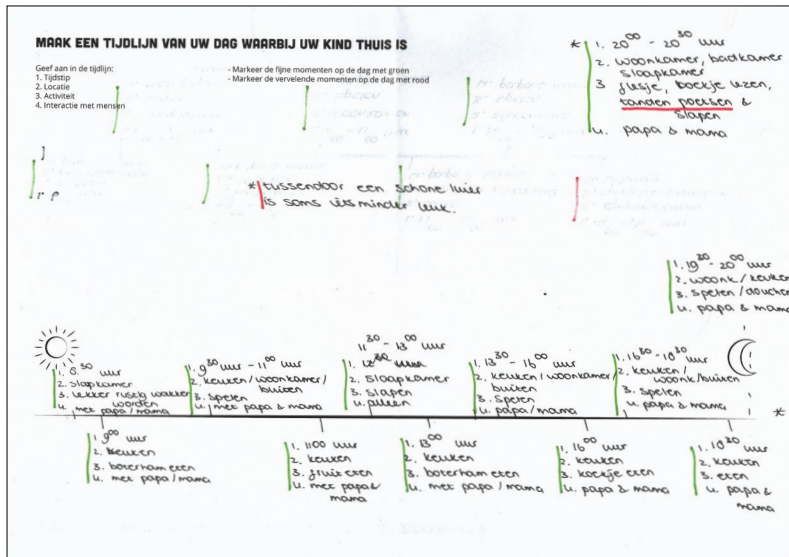 MAAK EEN TIJDLIJN VAN UW DAG WAARBIJ UW KIND THUIS IS
Geef aan in de tijdlijn:
1. Tijdstip
2. Locatie
3. Activiteit
4. Interactie met mensen
- Markeer de fijne momenten op de dag met groen
- Markeer de vervelende momenten op de dag met rood
* 1. 20⁰⁰ - 20³⁰ uur
2. woonkamer, badkamer
slaapkamer
3 flesje, boekje lezen,
tanden poetsen &
slapen
4. papa & mama
* tussendoor een schone luier
is soms iets minder leuk.
1. 19³⁰ - 20⁰⁰ uur
2. woonk/keuken
3. spelen/douchen
4. papa & mama
1. 8³⁰ uur
2. slapkamer
3. lekker rustig wakker
worden
4. met papa/mama
1. 9⁰⁰ uur
2. keuken
3. boterham eten
4. met papa/mama
1. 9³⁰ uur - 11⁰⁰ uur
2. keuken/woonkamer/
buiten
3. spelen
4. met papa & mama
1. 11⁰⁰ uur
2. keuken
3. fruit eten
4. met papa &
mama
11³⁰ - 13⁰⁰ uur
1.
2. slaapkamer
3. slapen
4. alleen
1. 13⁰⁰ uur
2. keuken
3. boterham eten
4. met papa/mama
1. 13³⁰ - 16⁰⁰ uur
2. keuken/woonkamer/
buiten
3. spelen
4. papa/mama
1. 16⁰⁰ uur
2. keuken
3. koekje eten
4. papa & mama
1. 16³⁰ - 18³⁰ uur
2. keuken/
woonk/buiten
3. spelen
4. papa & mama
1. 18³⁰ uur
2. keuken
3. eten
4. papa &
mama
*